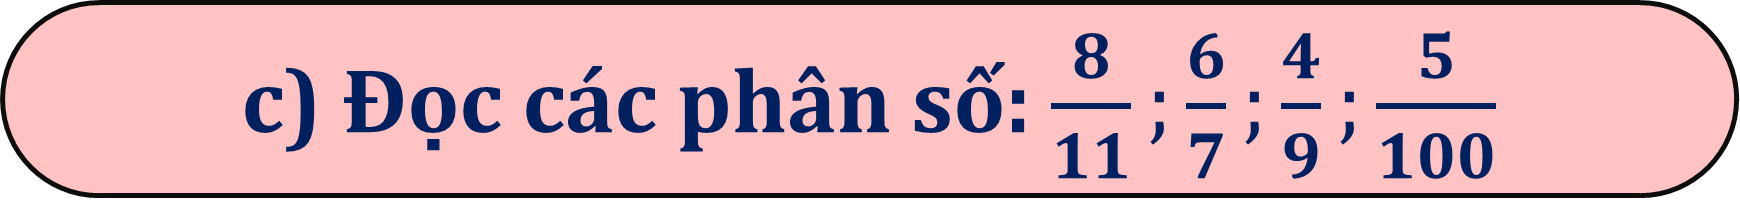 c) Đọc các phân số: 8/11 ; 6/7 ; 4/9 ; 5/100